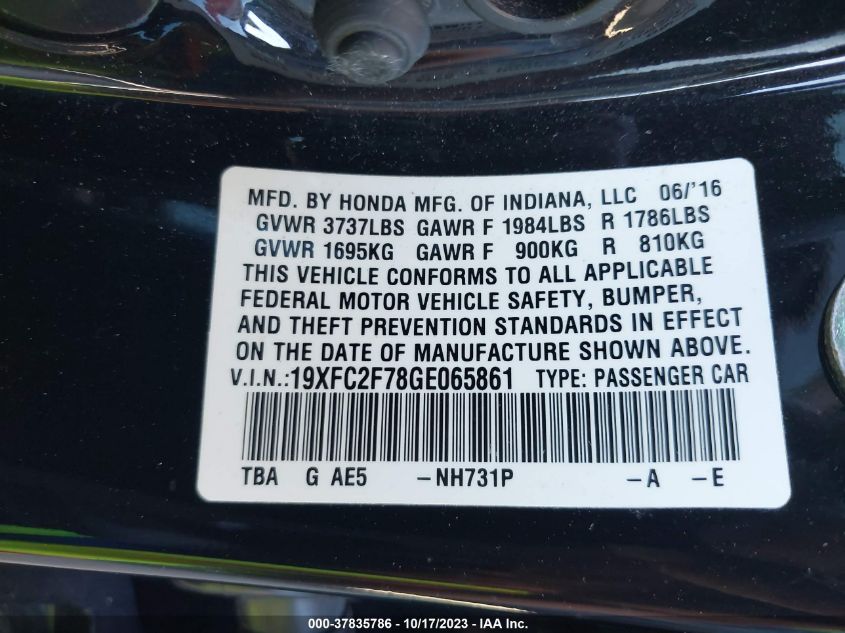 MFD. BY HONDA MFG. OF INDIANA, LLC 06/'16
GVWR 3737LBS GAWR F 1984LBS R 1786LBS
GVWR 1695KG GAWR F 900KG R 810KG
THIS VEHICLE CONFORMS TO ALL APPLICABLE
FEDERAL MOTOR VEHICLE SAFETY, BUMPER,
AND THEFT PREVENTION STANDARDS IN EFFECT
ON THE DATE OF MANUFACTURE SHOWN ABOVE.
V.I.N.:19XFC2F78GE065861 TYPE: PASSENGER CAR
TBA G AE5 -NH731P -A -E
000-37835786 - 10/17/2023 - IAA Inc.